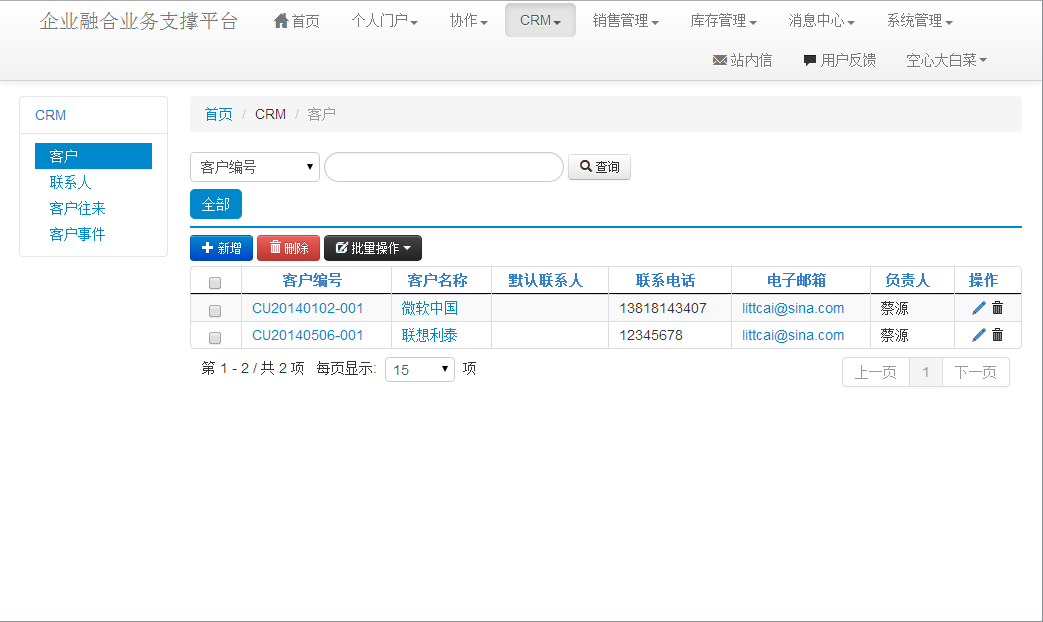 企业融合业务支撑平台 首页 个人门户 协作 CRM 销售管理 库存管理 消息中心 系统管理
站内信 用户反馈 空心大白菜
CRM
客户
联系人
客户往来
客户事件
首页 / CRM / 客户
客户编号 查询
全部
新增 删除 批量操作
客户编号 客户名称 默认联系人 联系电话 电子邮箱 负责人 操作
CU20140102-001 微软中国 13818143407 littcai@sina.com 蔡源
CU20140506-001 联想利泰 12345678 littcai@sina.com 蔡源
第 1 - 2 / 共 2 项 每页显示: 15 项 上一页 1 下一页